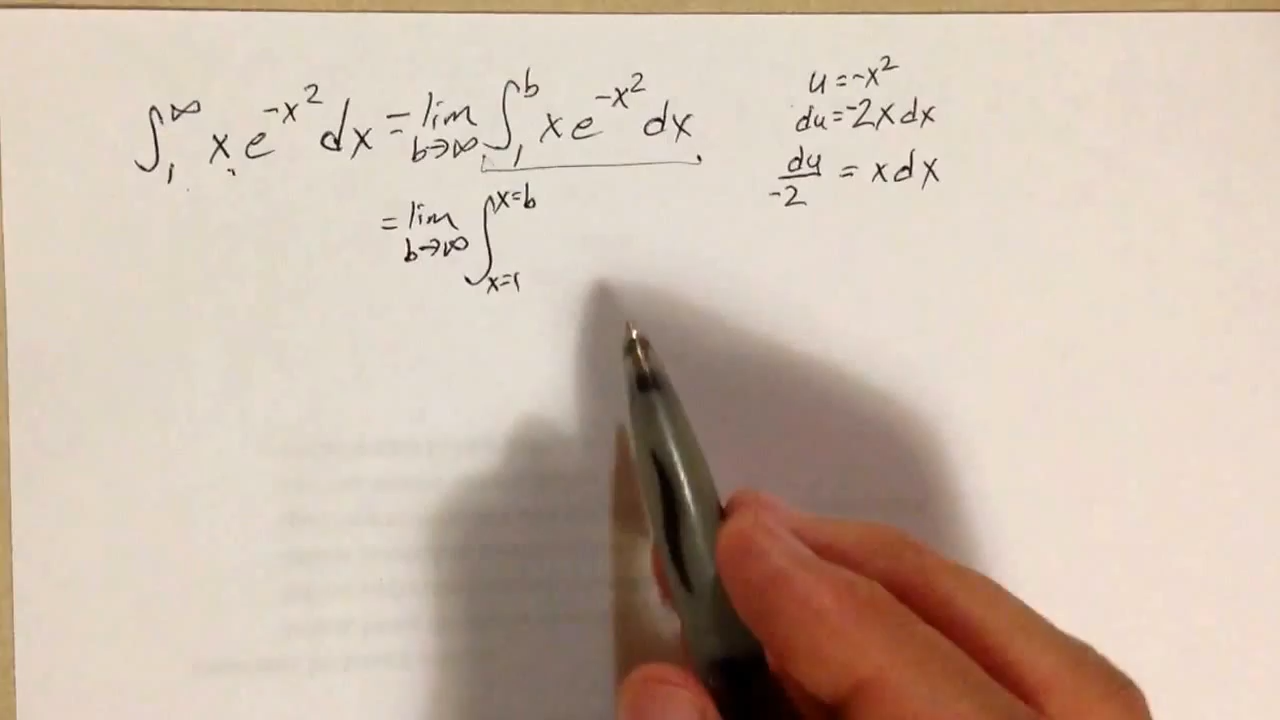 ∫₁^∞ x e^{-x²} dx = lim_{b→∞} ∫₁^b x e^{-x²} dx
= lim_{b→∞} ∫_{x=1}^{x=b}
u = -x²
du = -2x dx
du/-2 = x dx